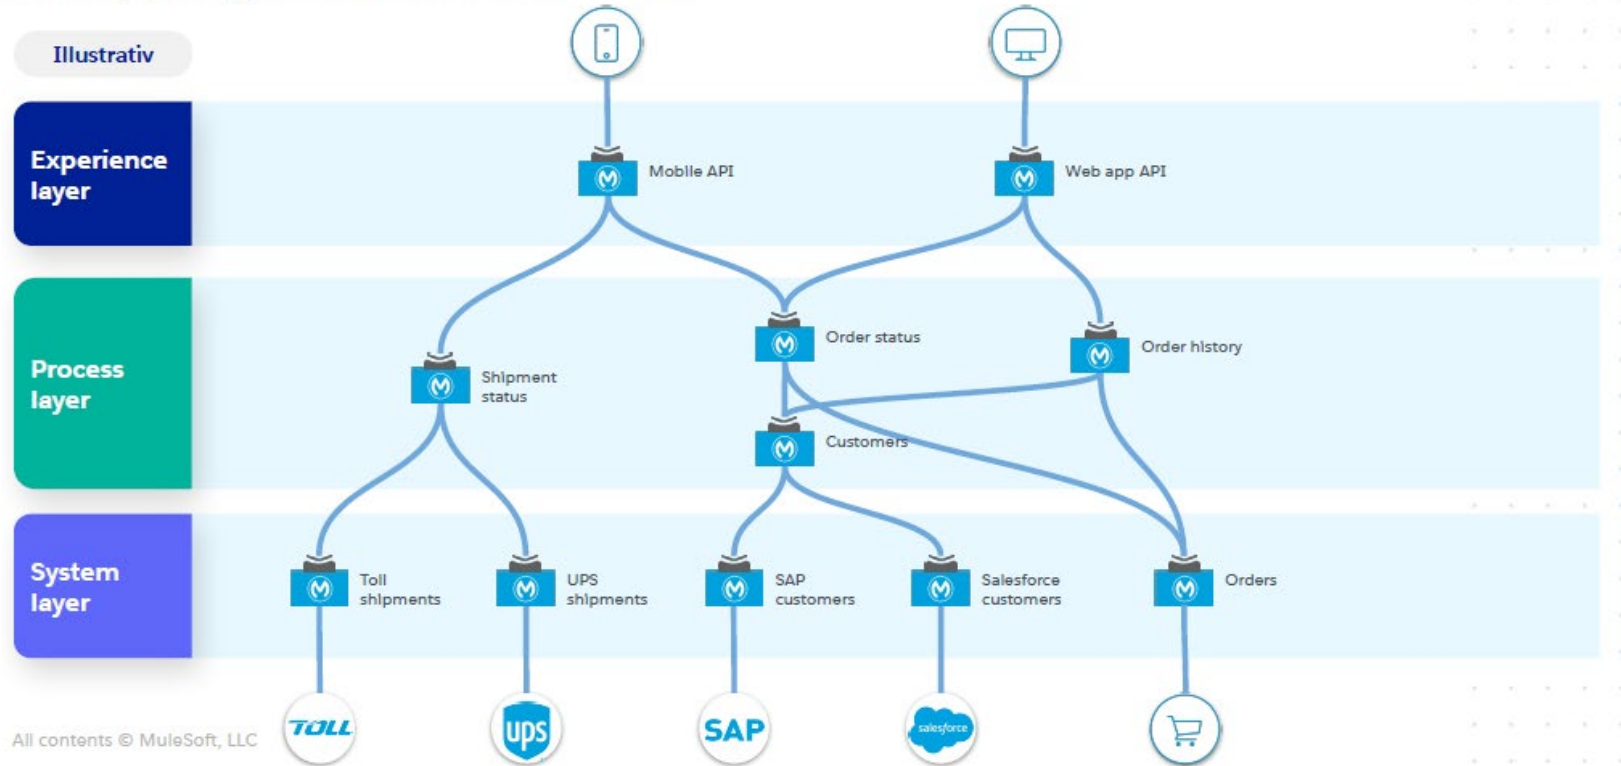 Illustrativ
Experience
layer
Mobile API
Web app API
Process
layer
Shipment
status
Order status
Order history
Customers
System
layer
Toll
shipments
UPS
shipments
SAP
customers
Salesforce
customers
Orders
TOLL
ups
SAP
salesforce
All contents © MuleSoft, LLC